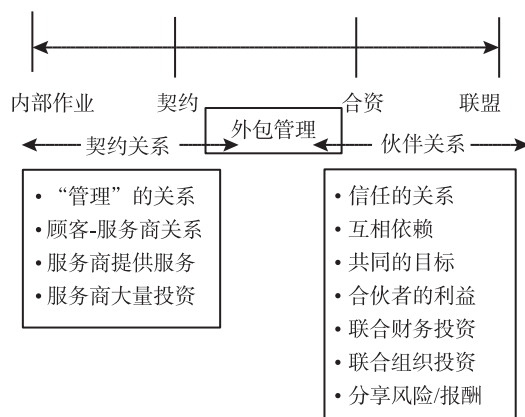 内部作业 契约 合资 联盟
外包管理
契约关系 伙伴关系
• “管理”的关系
• 顾客-服务商关系
• 服务商提供服务
• 服务商大量投资
• 信任的关系
• 互相依赖
• 共同的目标
• 合伙者的利益
• 联合财务投资
• 联合组织投资
• 分享风险/报酬